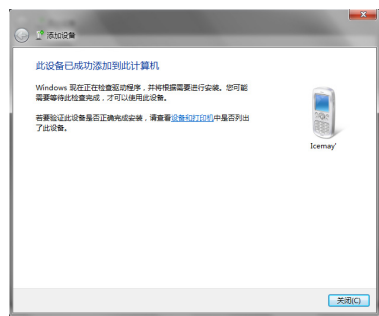 添加设备
此设备已成功添加到此计算机
Windows 现在正在检查驱动程序，并将根据需要进行安装。您可能
需要等待此检查完成，才可以使用此设备。
若要验证此设备是否正确完成安装，请查看设备和打印机中是否列出
了此设备。
Icemay'
关闭(C)